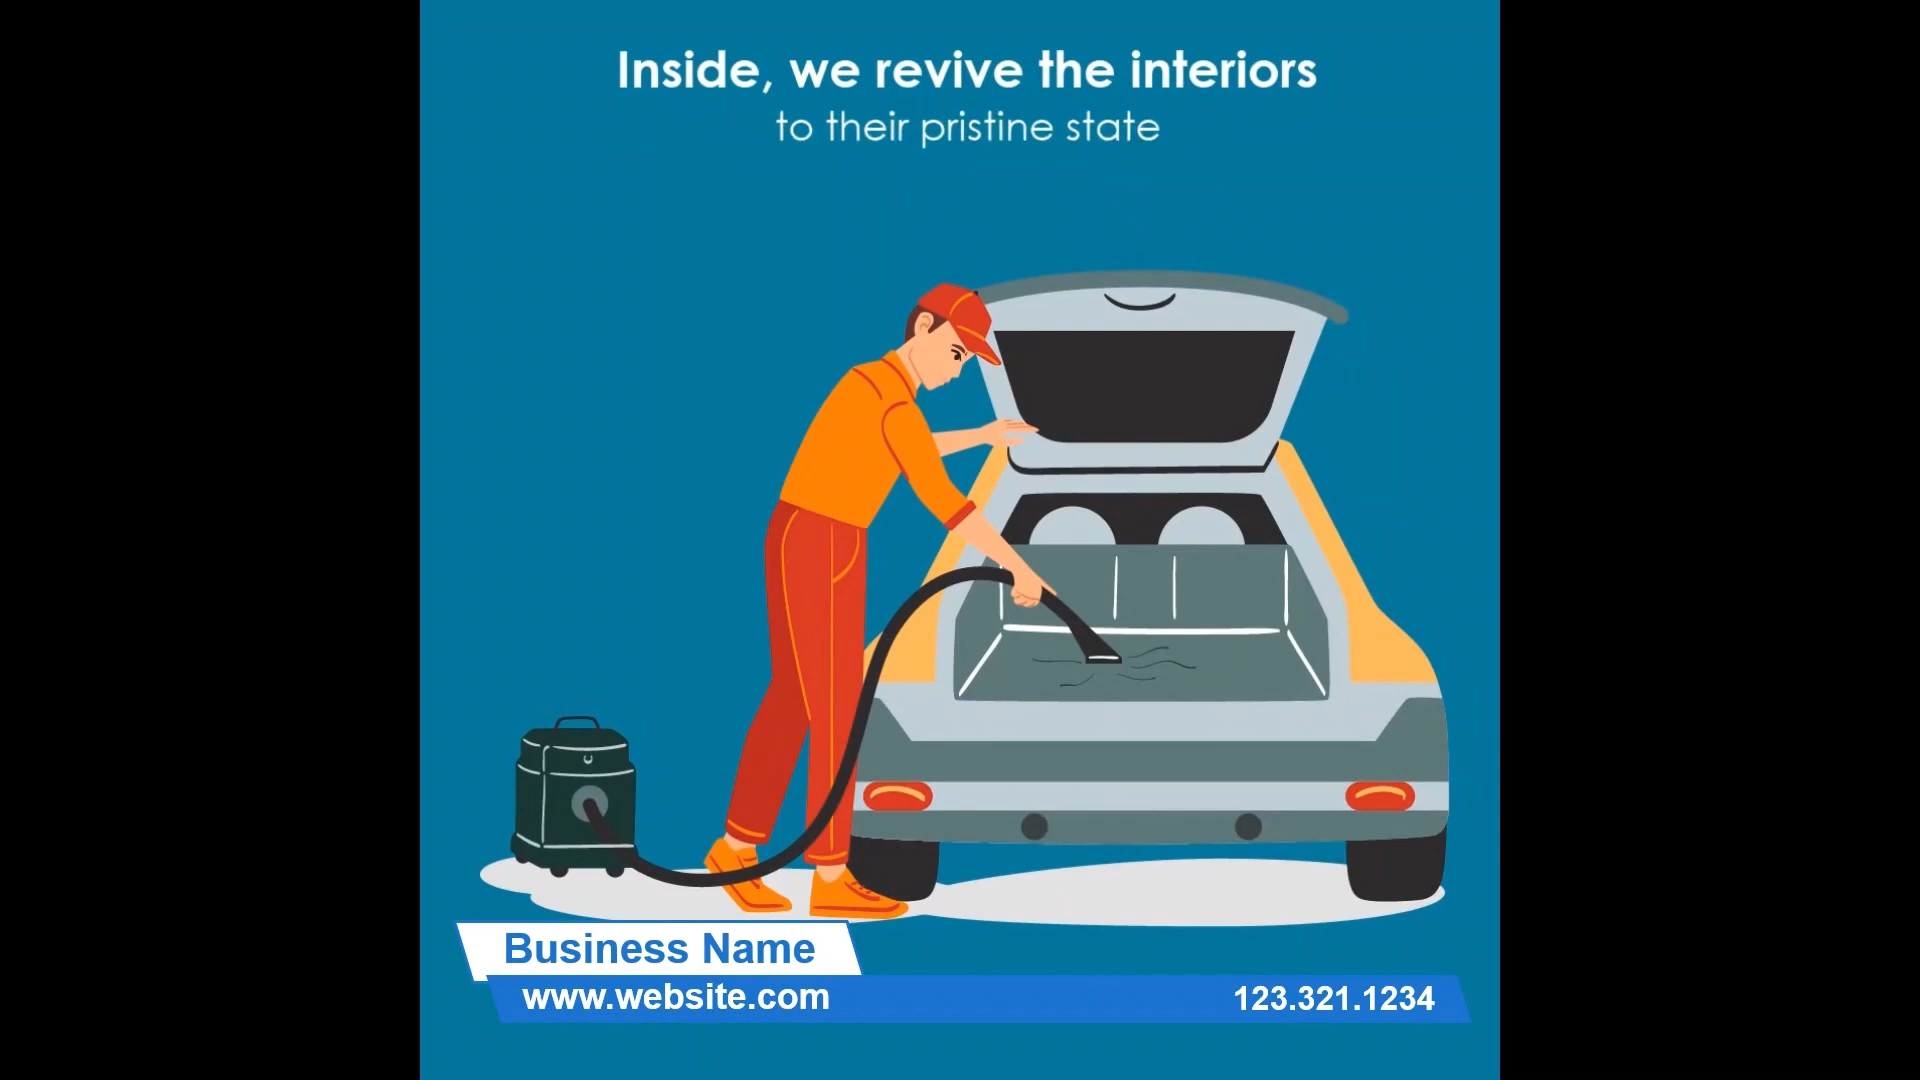 Inside, we revive the interiors
to their pristine state
Business Name
www.website.com
123.321.1234